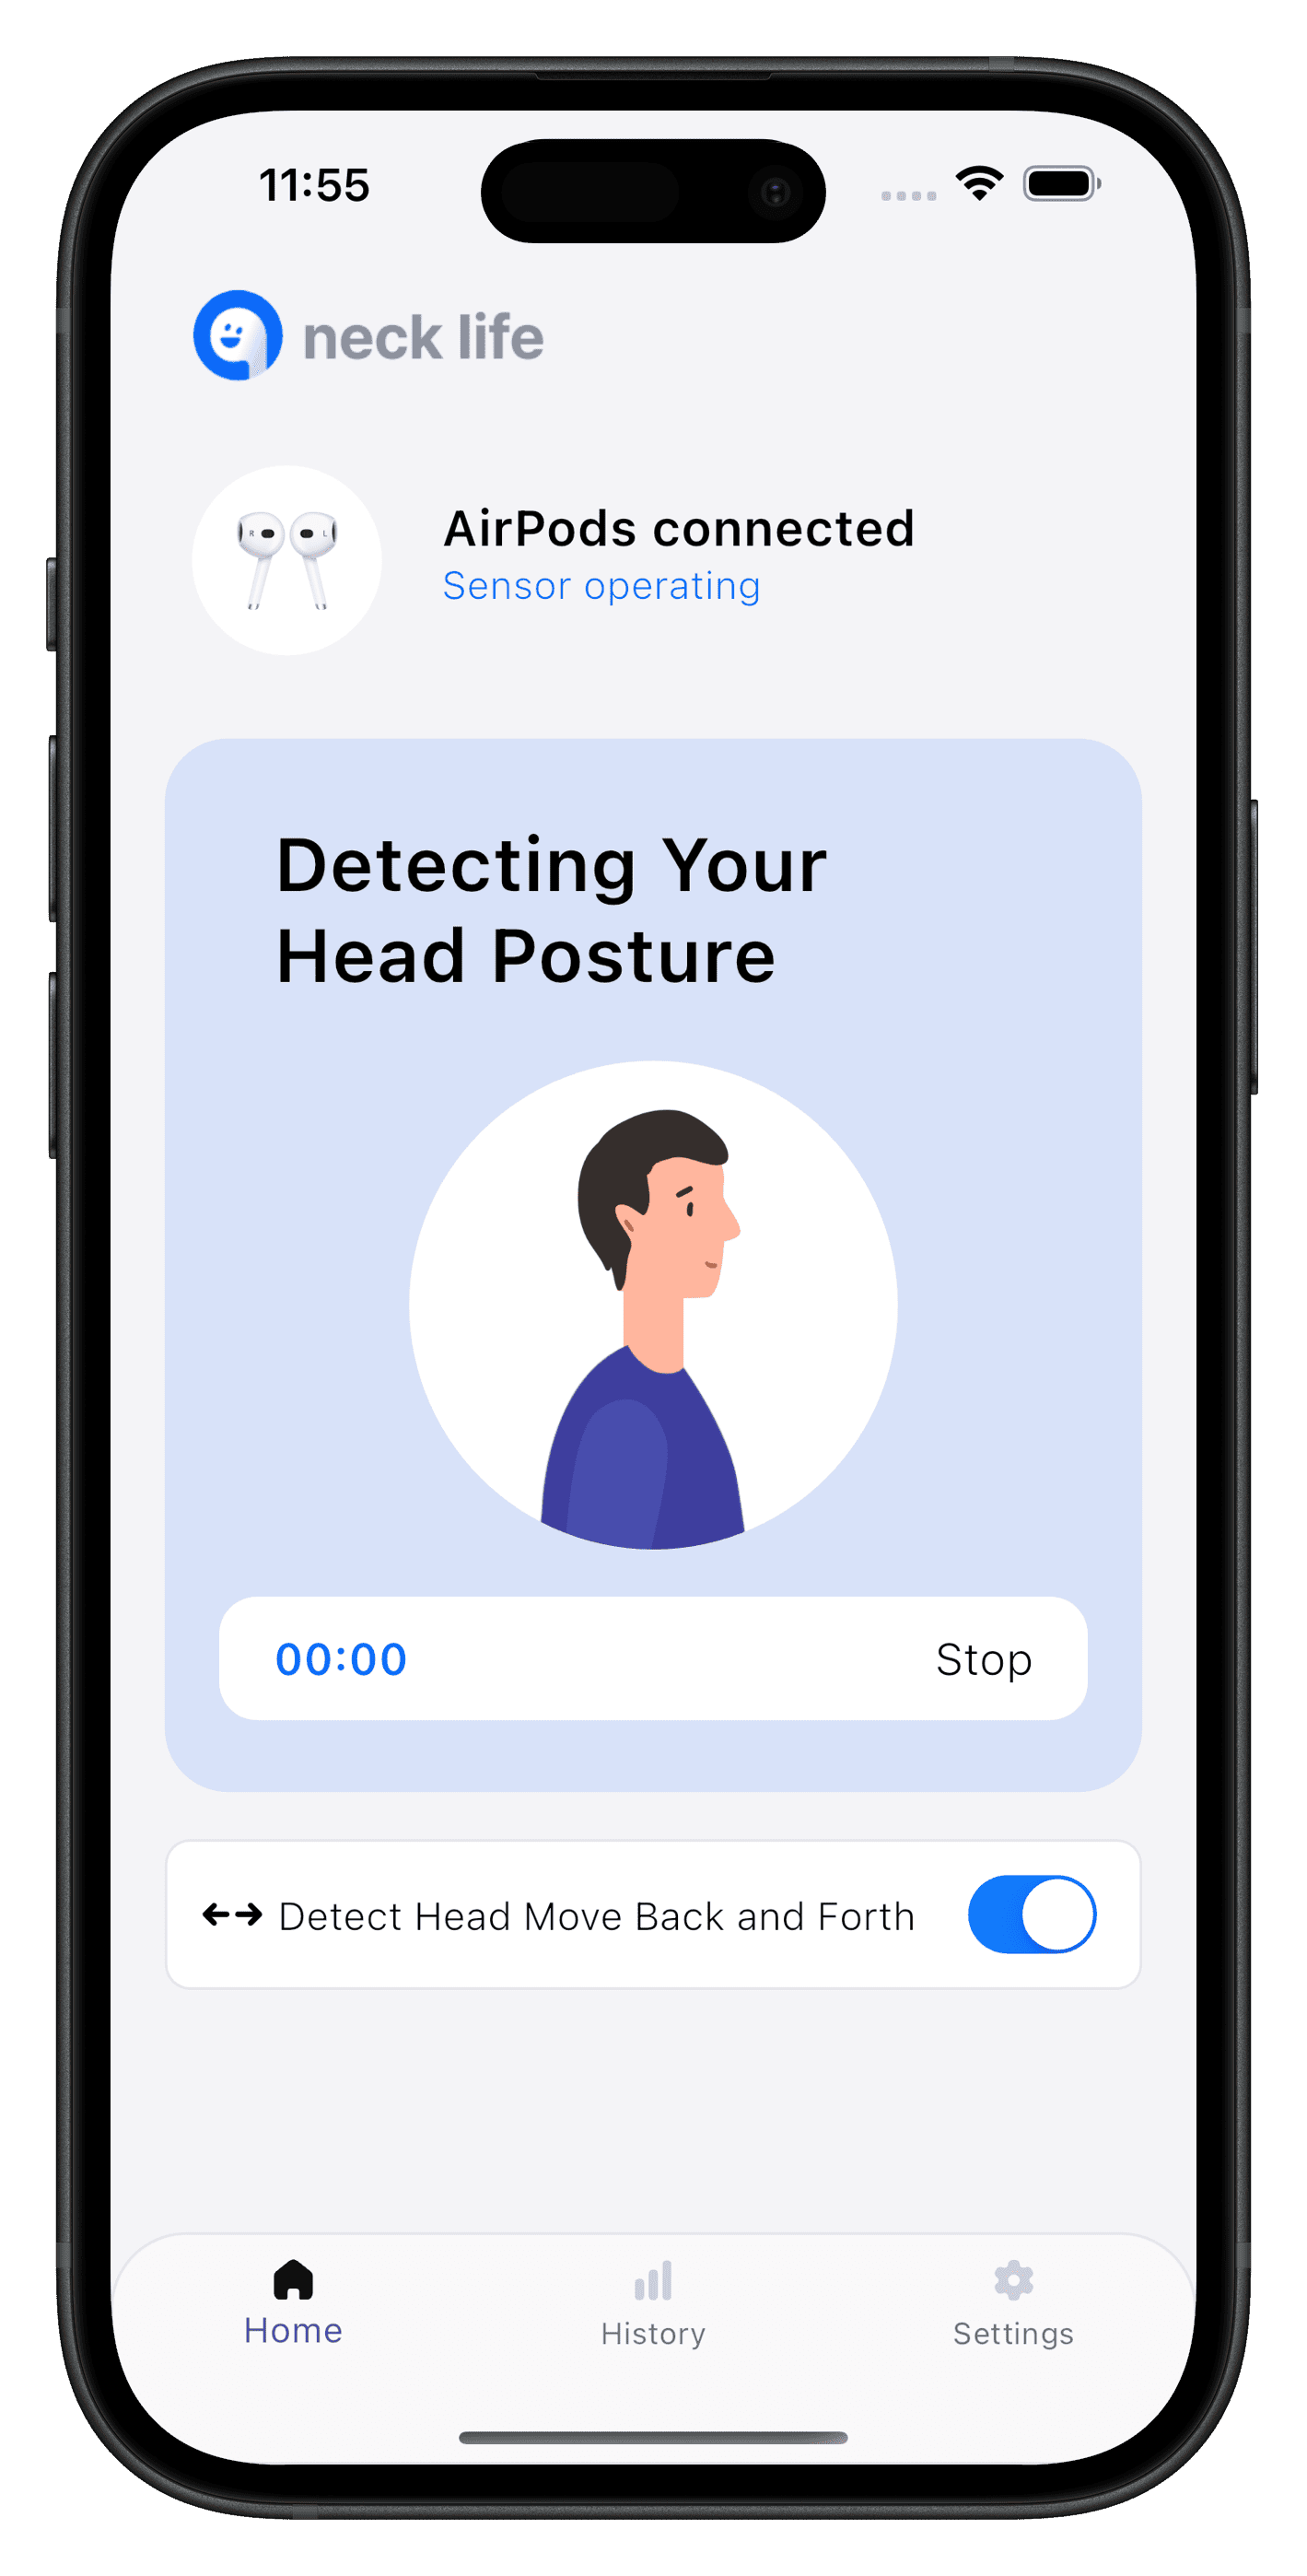 11:55
neck life
R L
AirPods connected
Sensor operating
Detecting Your
Head Posture
00:00 Stop
Detect Head Move Back and Forth
Home History Settings